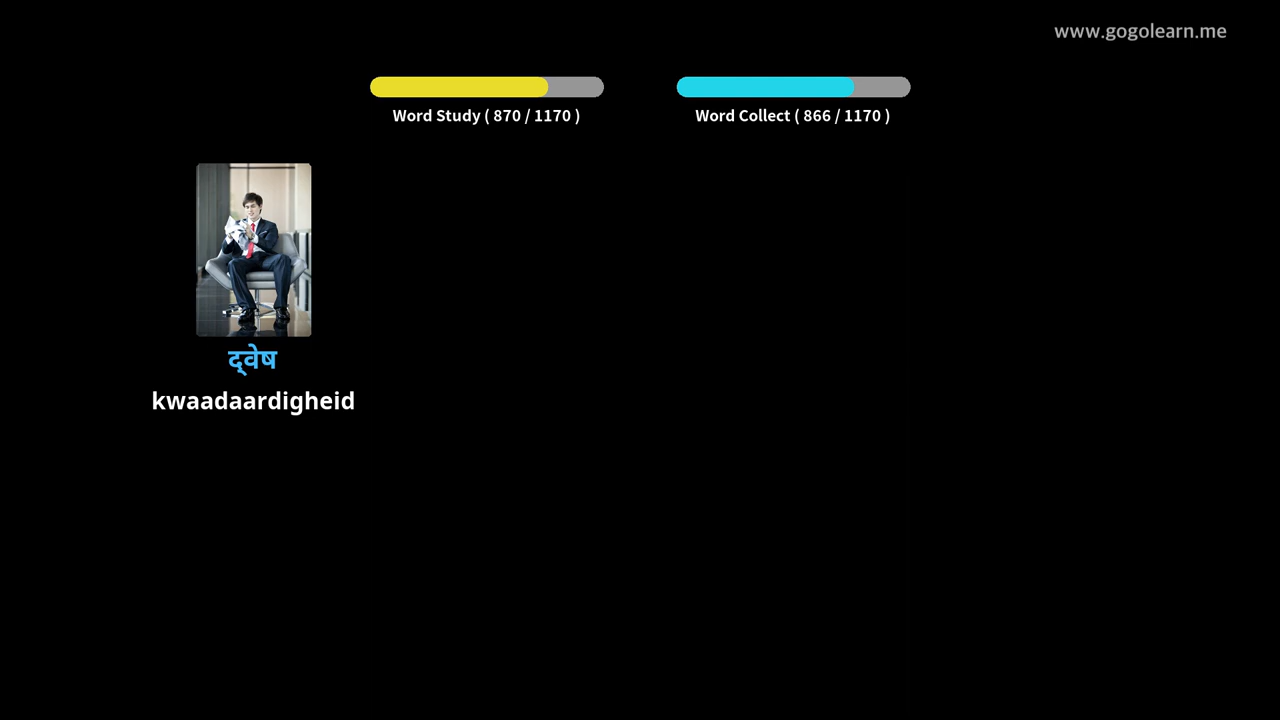 www.gogolearn.me
Word Study ( 870 / 1170 )
Word Collect ( 866 / 1170 )
द्‌वेष
kwaadaardigheid